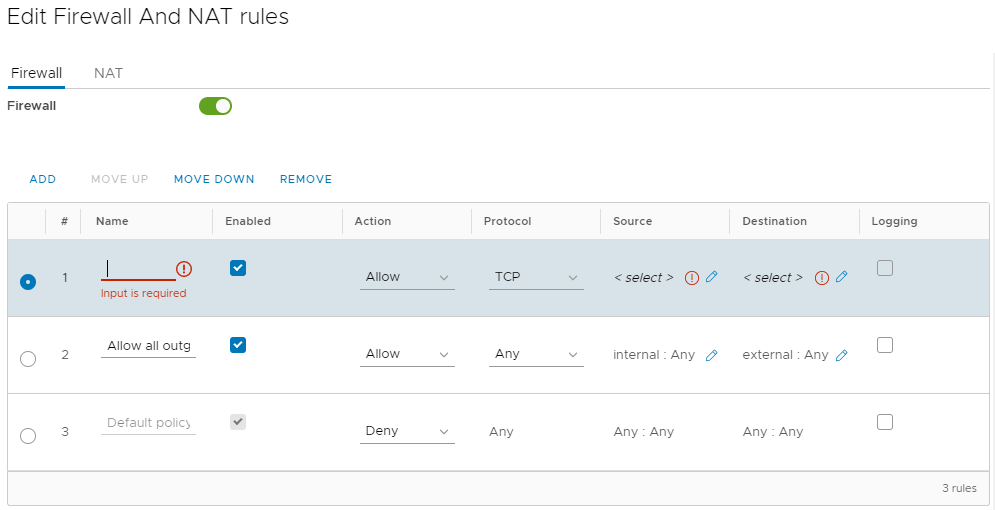 Edit Firewall And NAT rules
Firewall NAT
Firewall
ADD MOVE UP MOVE DOWN REMOVE
# Name Enabled Action Protocol Source Destination Logging
1 Allow TCP < select > < select >
Input is required
2 Allow all outg Allow Any internal : Any external : Any
3 Default policy Deny Any Any : Any Any : Any
3 rules